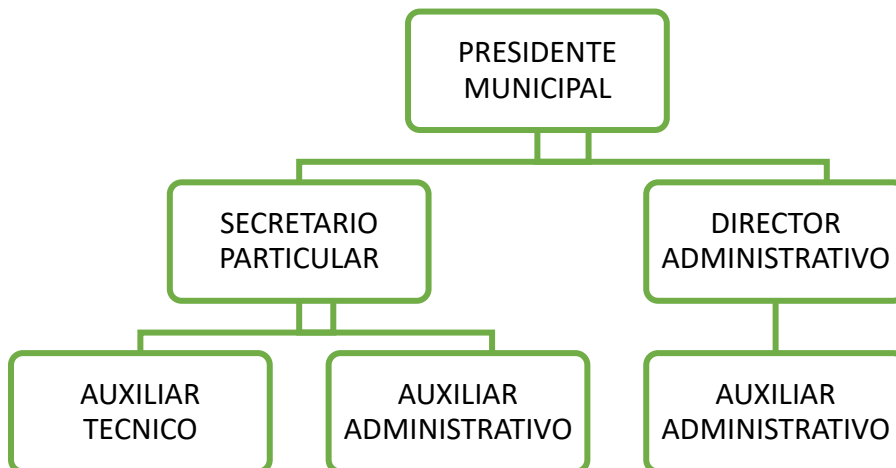 PRESIDENTE
MUNICIPAL
SECRETARIO
PARTICULAR
DIRECTOR
ADMINISTRATIVO
AUXILIAR
TECNICO
AUXILIAR
ADMINISTRATIVO
AUXILIAR
ADMINISTRATIVO